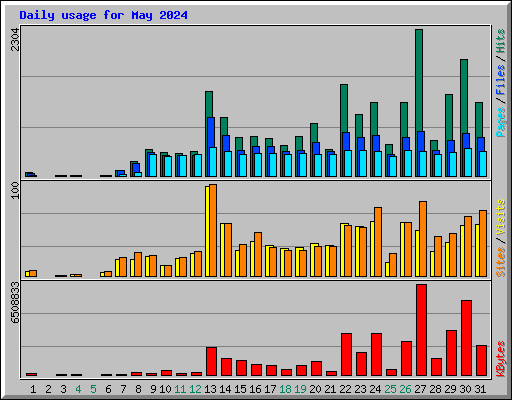 Daily usage for May 2024
2304
Pages / Files / Hits
100
Sites / Visits
6508833
KBytes
1 2 3 4 5 6 7 8 9 10 11 12 13 14 15 16 17 18 19 20 21 22 23 24 25 26 27 28 29 30 31